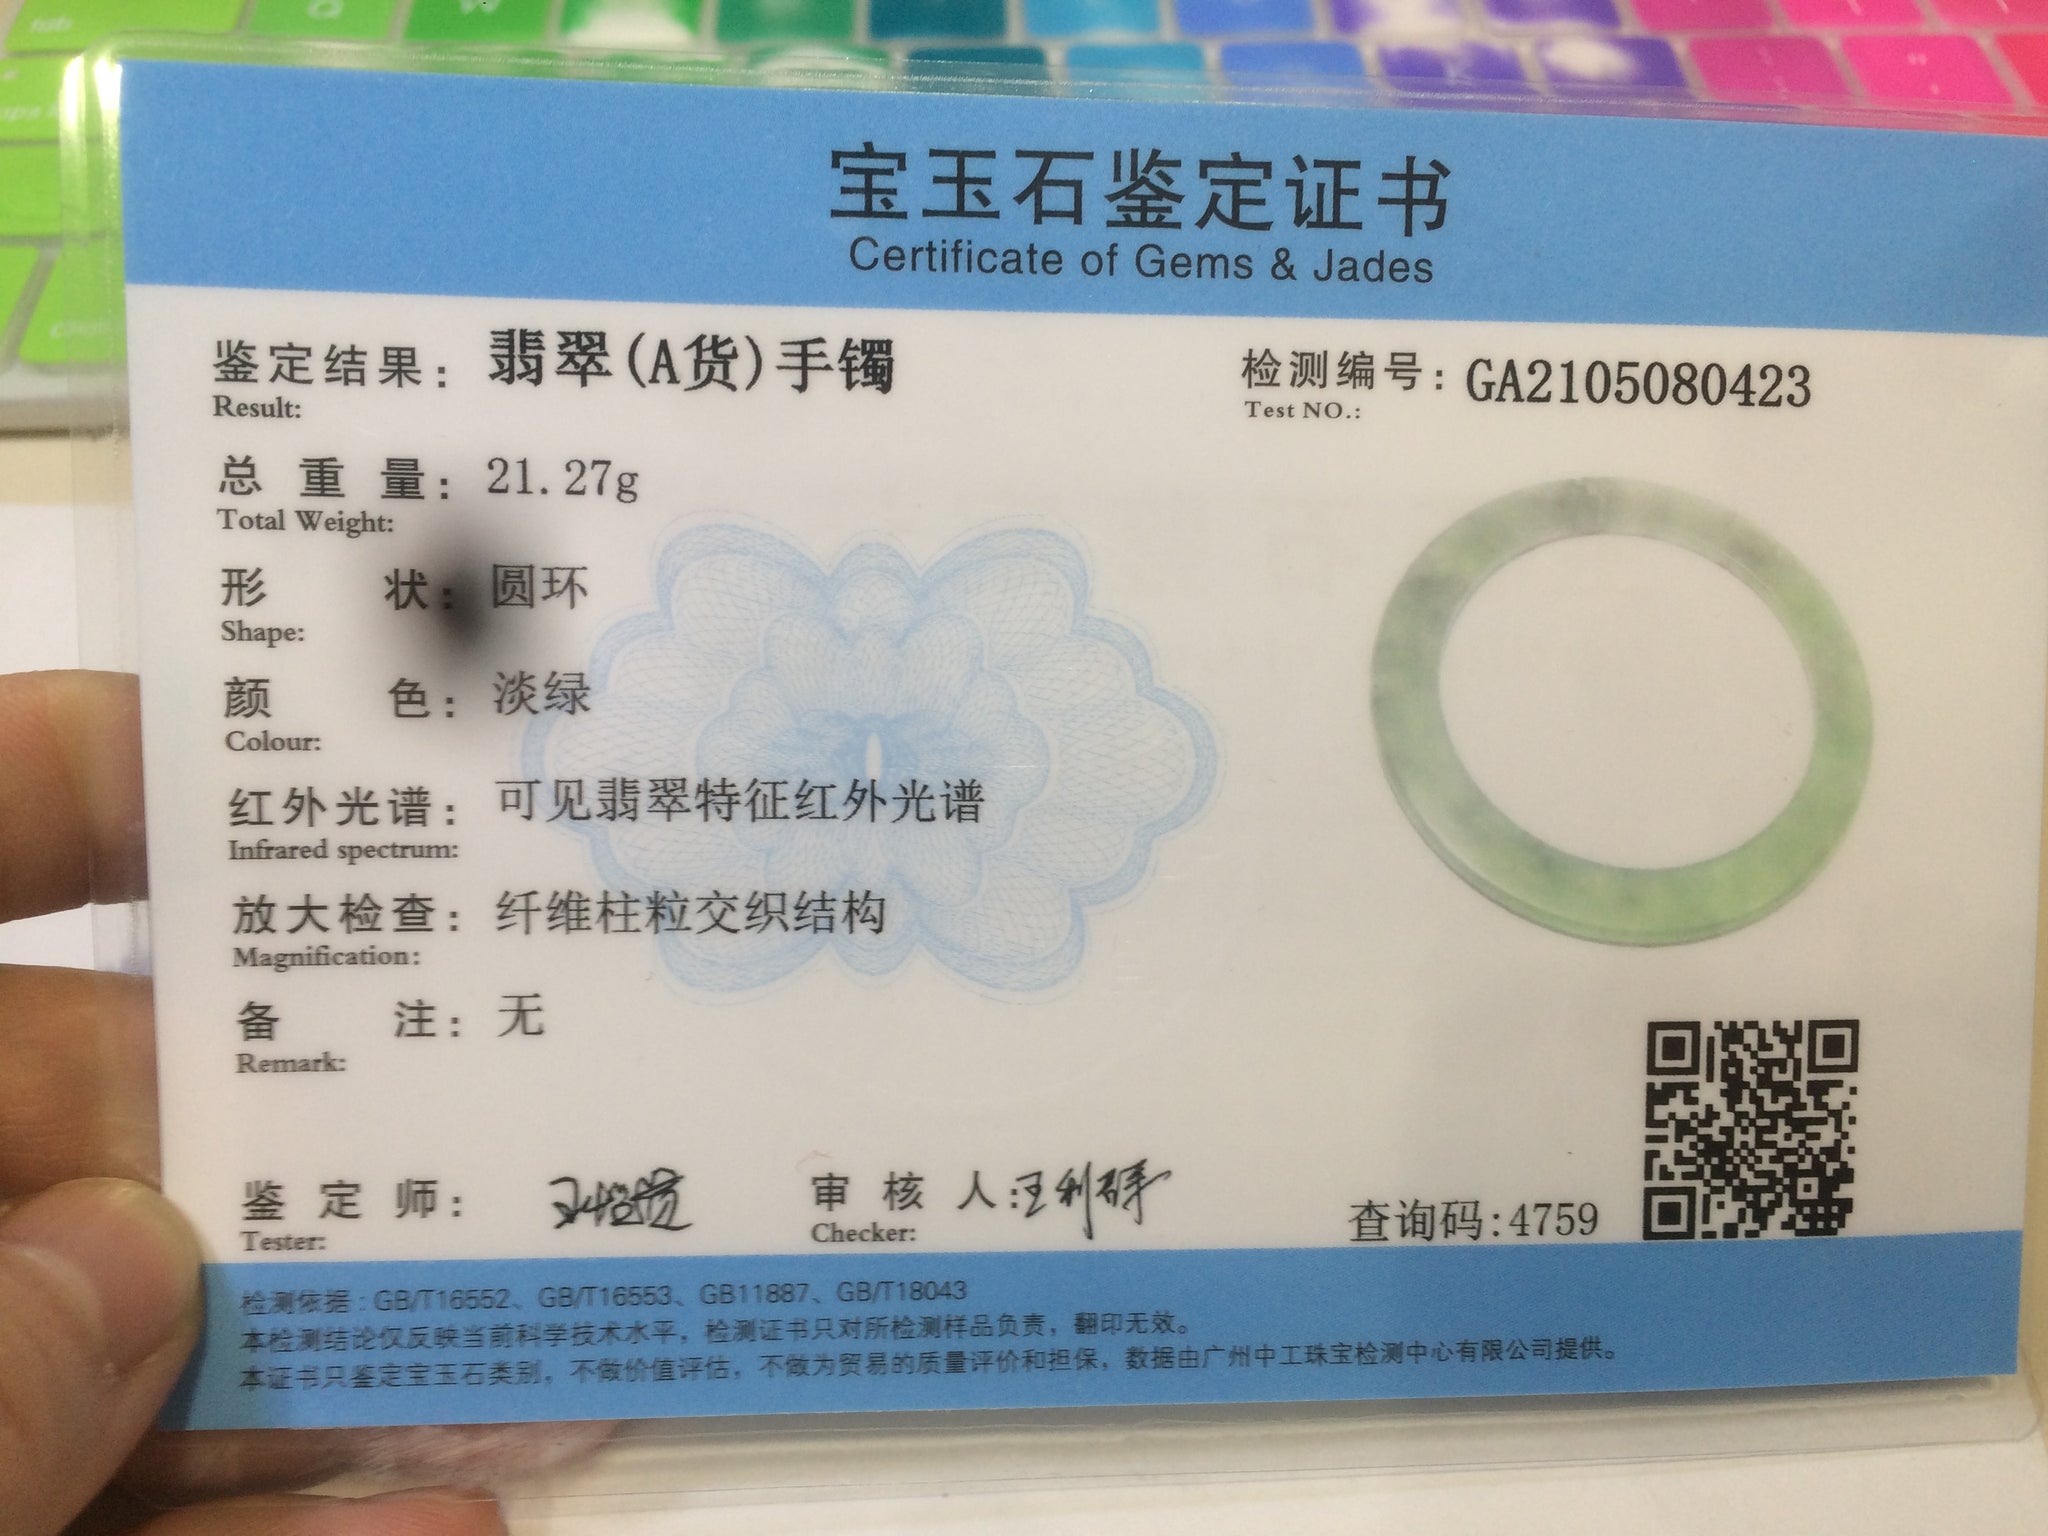 宝玉石鉴定证书
Certificate of Gems & Jades
鉴定结果: 翡翠(A货)手镯
Result:
检测编号: GA2105080423
Test NO.:
总重量: 21.27g
Total Weight:
形状: 圆环
Shape:
颜色: 淡绿
Colour:
红外光谱: 可见翡翠特征红外光谱
Infrared spectrum:
放大检查: 纤维柱粒交织结构
Magnification:
备注: 无
Remark:
鉴定师:
Tester:
审核人: 王利群
Checker:
查询码:4759
检测依据: GB/T16552、GB/T16553、GB11887、GB/T18043
本检测结论仅反映当前科学技术水平，检测证书只对所检测样品负责，翻印无效。
本证书只鉴定宝玉石类别，不做价值评估，不做为贸易的质量评价和担保，数据由广州中工珠宝检测中心有限公司提供。
tab